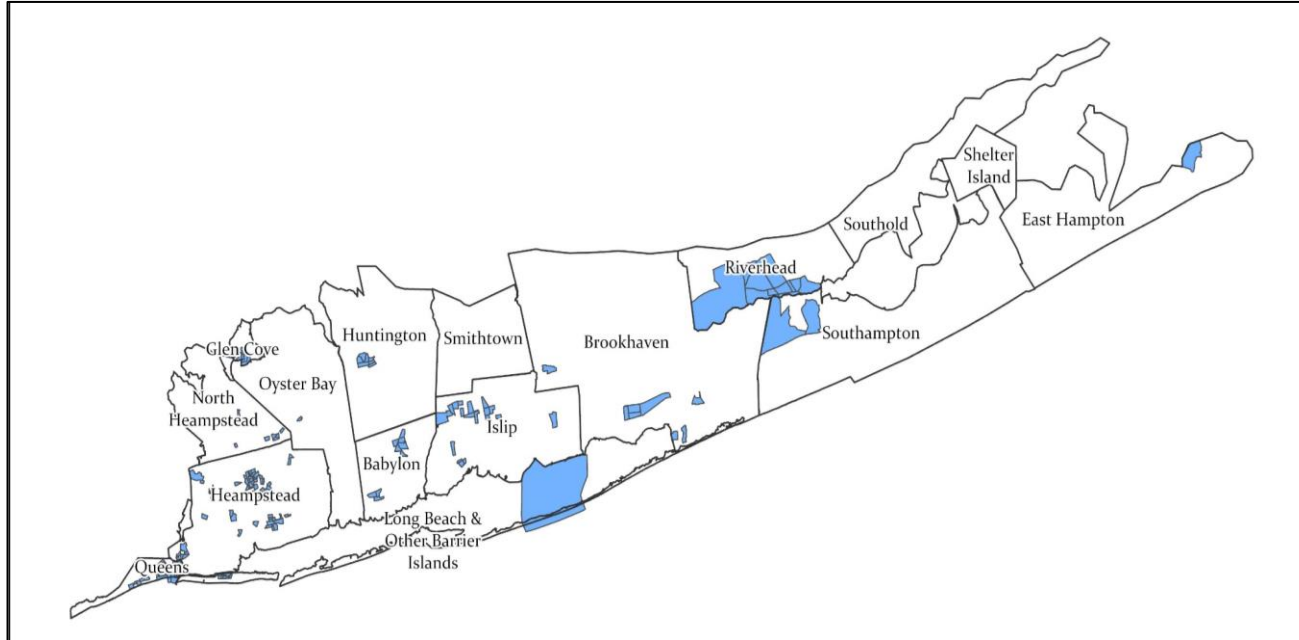 Shelter
Island
East Hampton
Southold
Riverhead
Southampton
Brookhaven
Smithtown
Huntington
Glen Cove
Oyster Bay
North
Heampstead
Islip
Babylon
Heampstead
Long Beach &
Other Barrier
Islands
Queens